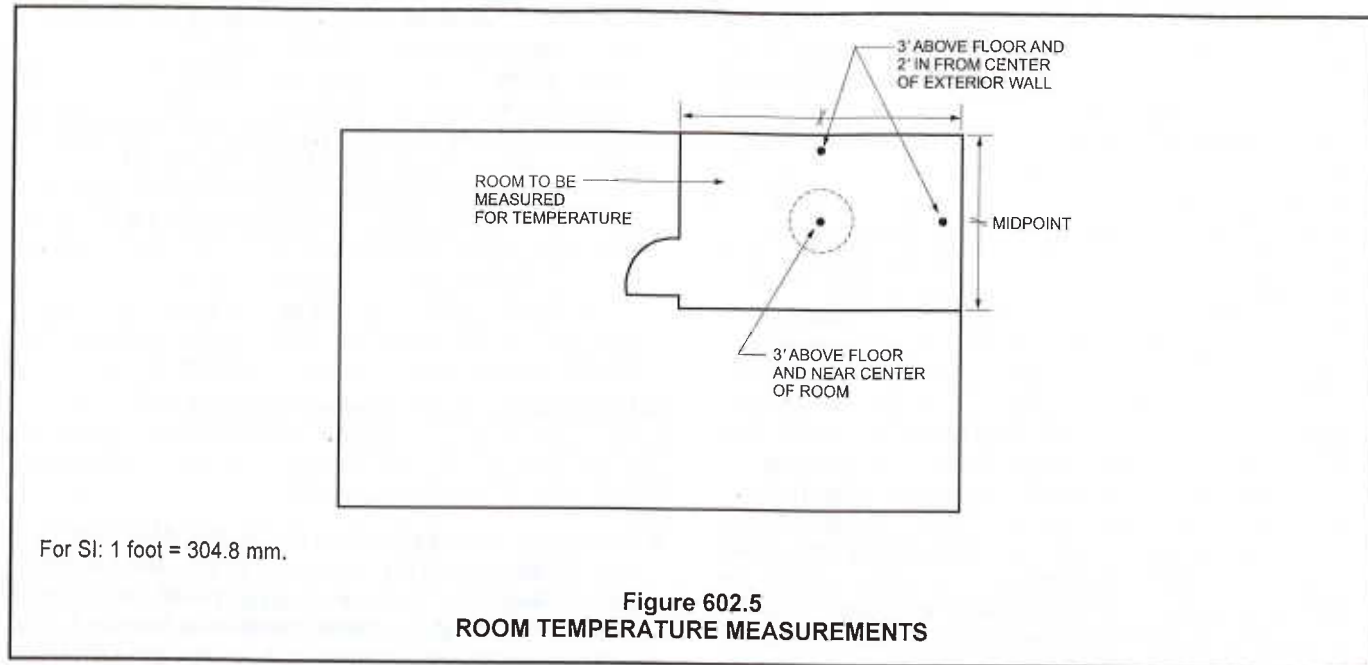 3' ABOVE FLOOR AND
2' IN FROM CENTER
OF EXTERIOR WALL
ROOM TO BE
MEASURED
FOR TEMPERATURE
MIDPOINT
3' ABOVE FLOOR
AND NEAR CENTER
OF ROOM
For SI: 1 foot = 304.8 mm.
Figure 602.5
ROOM TEMPERATURE MEASUREMENTS